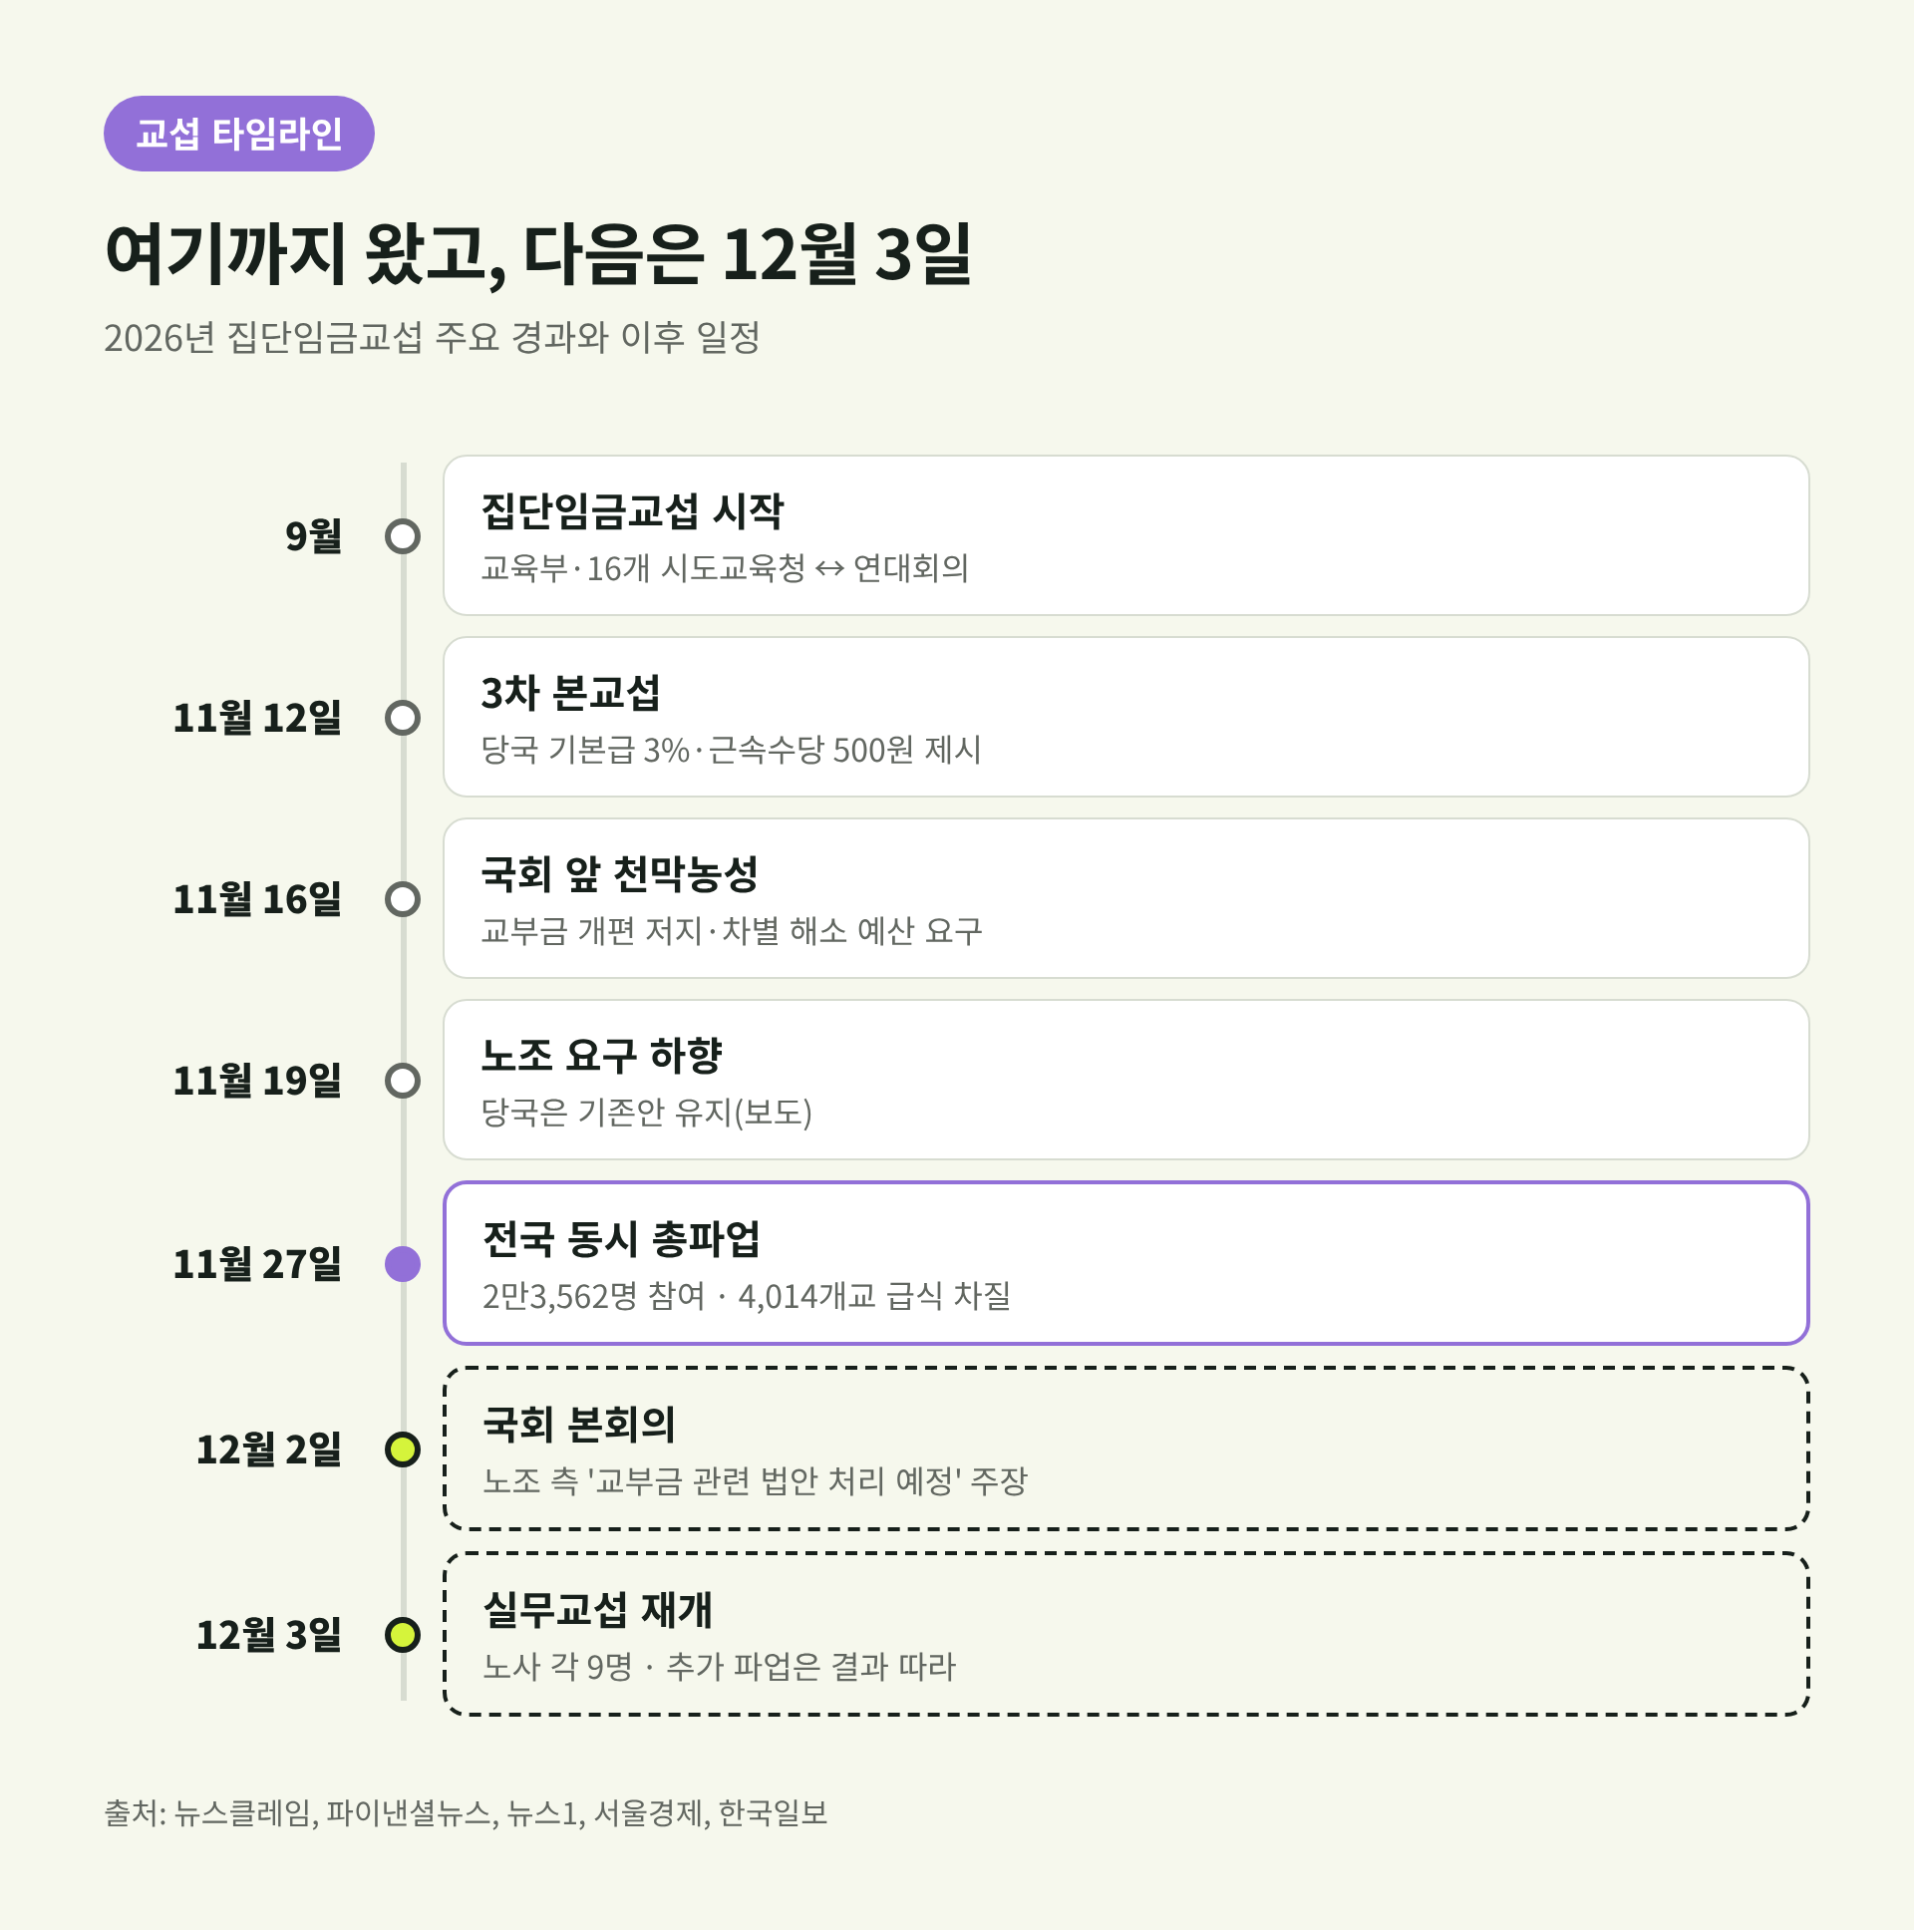 교섭 타임라인
여기까지 왔고, 다음은 12월 3일
2026년 집단임금교섭 주요 경과와 이후 일정
9월
집단임금교섭 시작
교육부·16개 시도교육청 ↔ 연대회의
11월 12일
3차 본교섭
당국 기본급 3%·근속수당 500원 제시
11월 16일
국회 앞 천막농성
교부금 개편 저지·차별 해소 예산 요구
11월 19일
노조 요구 하향
당국은 기존안 유지(보도)
11월 27일
전국 동시 총파업
2만3,562명 참여 · 4,014개교 급식 차질
12월 2일
국회 본회의
노조 측 '교부금 관련 법안 처리 예정' 주장
12월 3일
실무교섭 재개
노사 각 9명 · 추가 파업은 결과 따라
출처: 뉴스클레임, 파이낸셜뉴스, 뉴스1, 서울경제, 한국일보